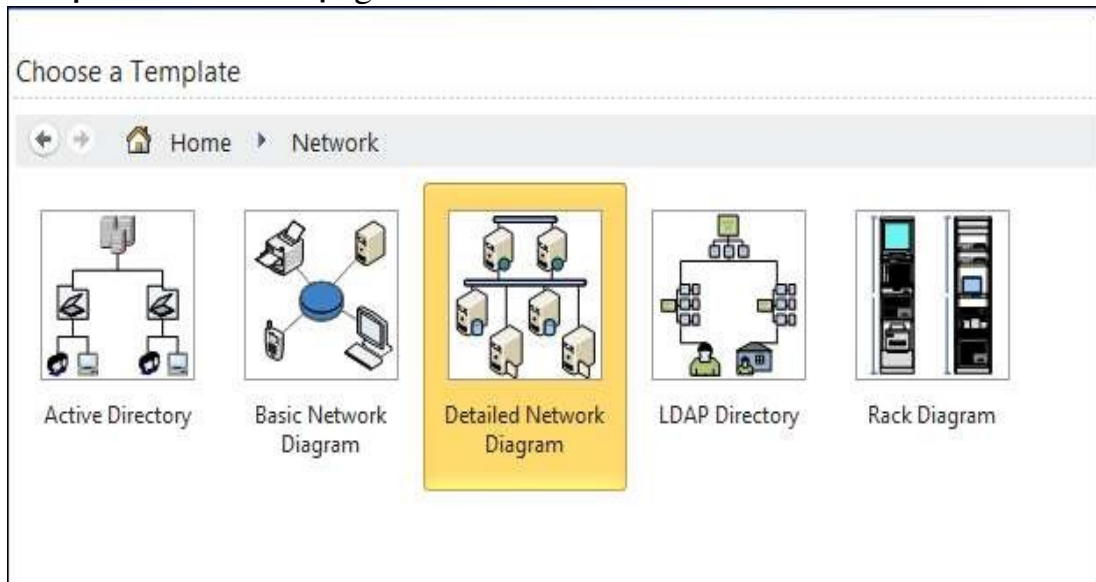 Choose a Template
Home
Network
Active Directory
Basic Network
Diagram
Detailed Network
Diagram
LDAP Directory
Rack Diagram